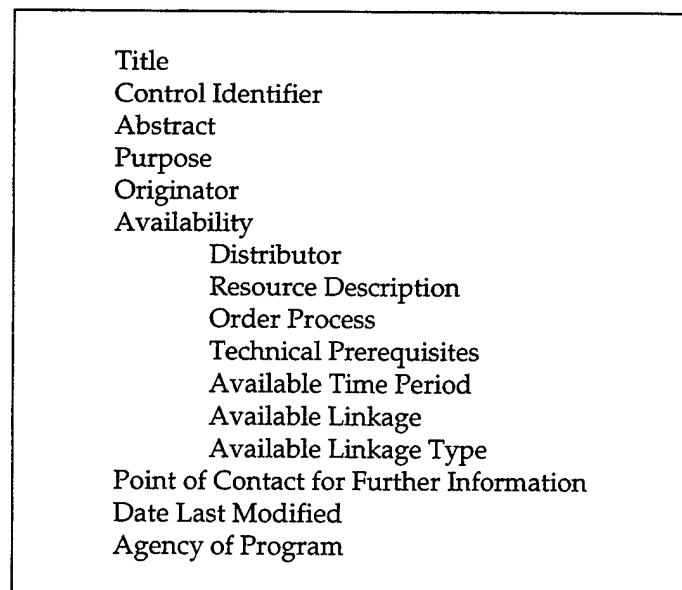 Title
Control Identifier
Abstract
Purpose
Originator
Availability
Distributor
Resource Description
Order Process
Technical Prerequisites
Available Time Period
Available Linkage
Available Linkage Type
Point of Contact for Further Information
Date Last Modified
Agency of Program